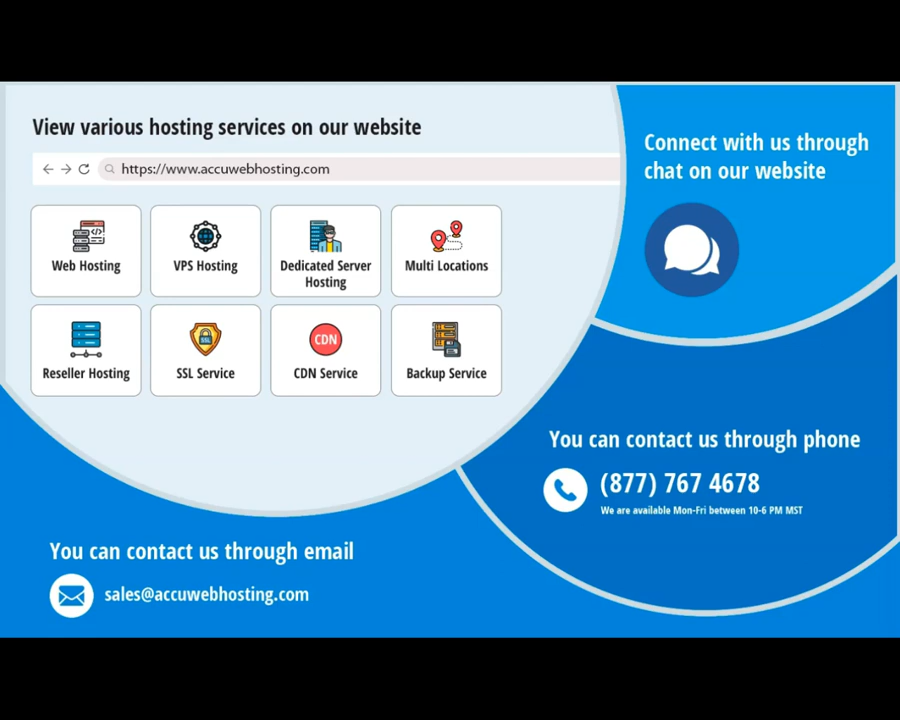 View various hosting services on our website
https://www.accuwebhosting.com
Web Hosting
VPS Hosting
Dedicated Server
Hosting
Multi Locations
Reseller Hosting
SSL
SSL Service
CDN
CDN Service
Backup Service
Connect with us through
chat on our website
You can contact us through phone
(877) 767 4678
We are available Mon-Fri between 10-6 PM MST
You can contact us through email
sales@accuwebhosting.com